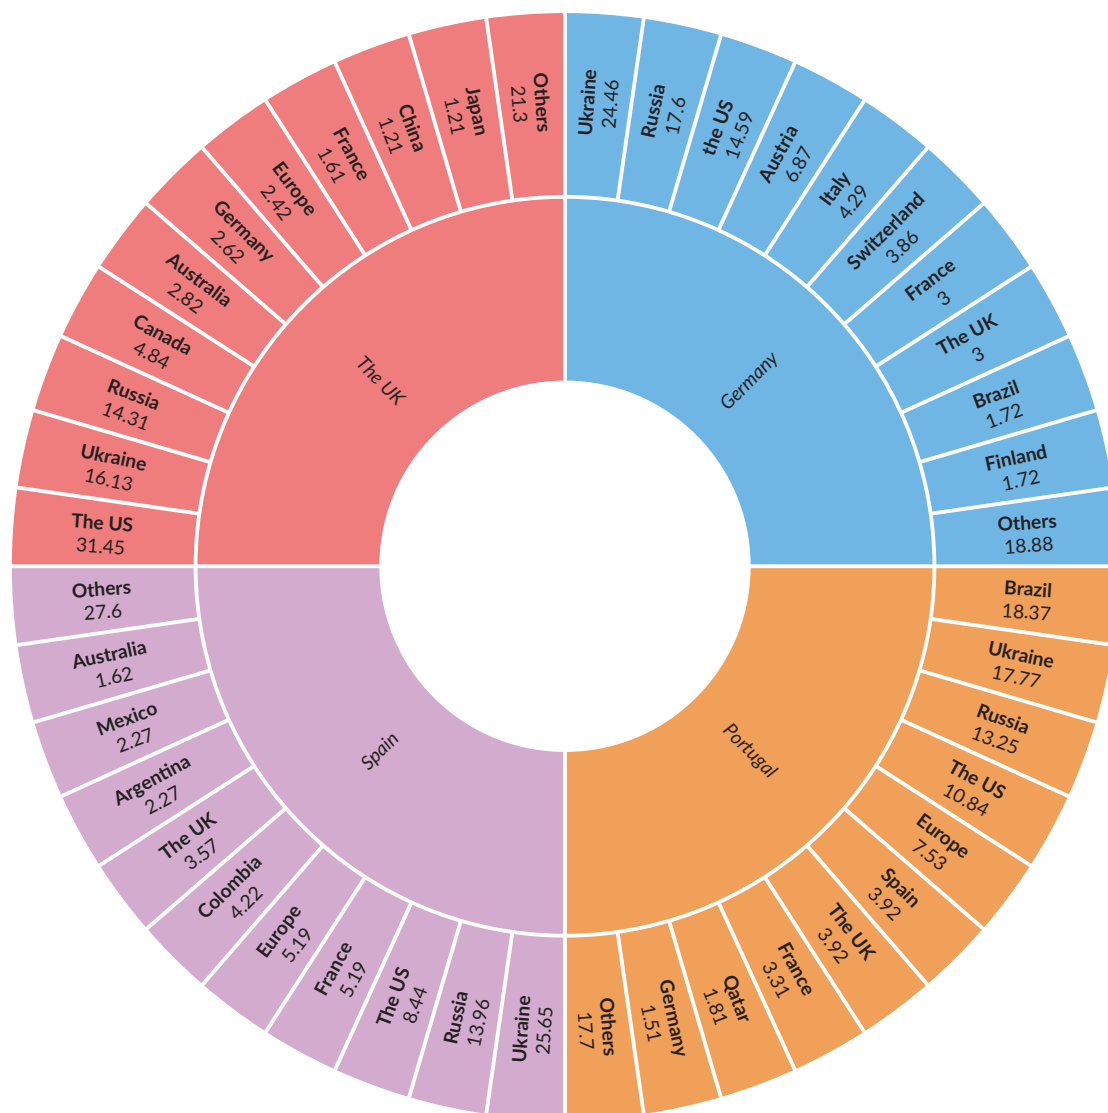 Ukraine
24.46
Russia
17.6
the US
14.59
Austria
6.87
Italy
4.29
Switzerland
3.86
France
3
The UK
3
Brazil
1.72
Finland
1.72
Others
18.88
Germany
Brazil
18.37
Ukraine
17.77
Russia
13.25
The US
10.84
Europe
7.53
Spain
3.92
The UK
3.92
France
3.31
Qatar
1.81
Germany
1.51
Others
17.7
Portugal
Ukraine
25.65
Russia
13.96
The US
8.44
France
5.19
Europe
5.19
Colombia
4.22
The UK
3.57
Argentina
2.27
Mexico
2.27
Australia
1.62
Others
27.6
Spain
The US
31.45
Ukraine
16.13
Russia
14.31
Canada
4.84
Australia
2.82
Germany
2.62
Europe
2.42
France
1.61
China
1.21
Japan
1.21
Others
21.3
The UK